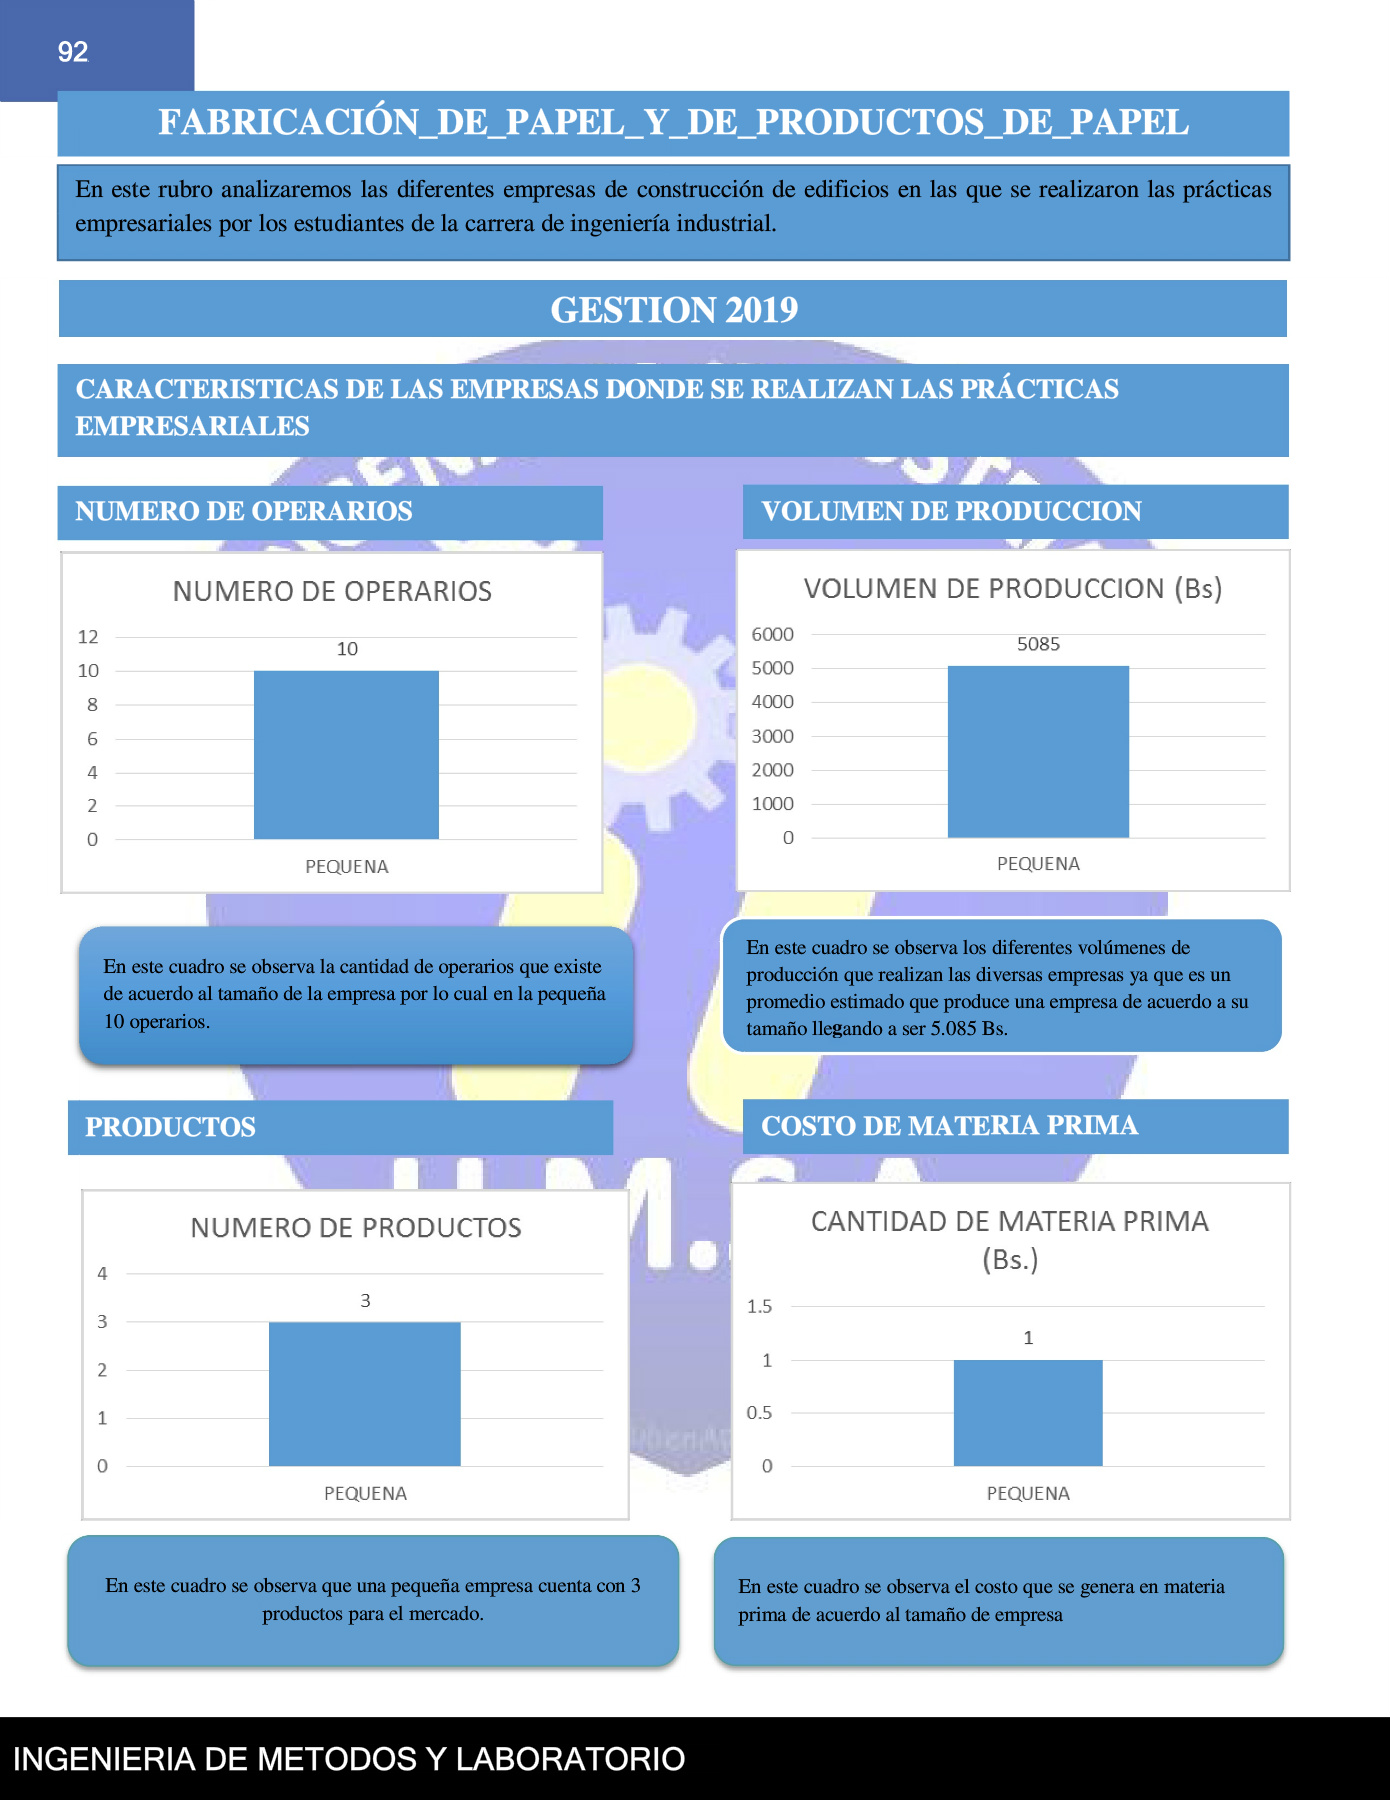 92
FABRICACIÓN_DE_PAPEL_Y_DE_PRODUCTOS_DE_PAPEL
En este rubro analizaremos las diferentes empresas de construcción de edificios en las que se realizaron las prácticas
empresariales por los estudiantes de la carrera de ingeniería industrial.
GESTION 2019
CARACTERISTICAS DE LAS EMPRESAS DONDE SE REALIZAN LAS PRÁCTICAS
EMPRESARIALES
NUMERO DE OPERARIOS
NUMERO DE OPERARIOS
12
10
10
8
6
4
2
0
PEQUENA
En este cuadro se observa la cantidad de operarios que existe
de acuerdo al tamaño de la empresa por lo cual en la pequeña
10 operarios.
VOLUMEN DE PRODUCCION
VOLUMEN DE PRODUCCION (Bs)
6000
5085
5000
4000
3000
2000
1000
0
PEQUENA
En este cuadro se observa los diferentes volúmenes de
producción que realizan las diversas empresas ya que es un
promedio estimado que produce una empresa de acuerdo a su
tamaño llegando a ser 5.085 Bs.
PRODUCTOS
NUMERO DE PRODUCTOS
4
3
3
2
1
0
PEQUENA
En este cuadro se observa que una pequeña empresa cuenta con 3
productos para el mercado.
COSTO DE MATERIA PRIMA
CANTIDAD DE MATERIA PRIMA
(Bs.)
1.5
1
1
0.5
0
PEQUENA
En este cuadro se observa el costo que se genera en materia
prima de acuerdo al tamaño de empresa
INGENIERIA DE METODOS Y LABORATORIO